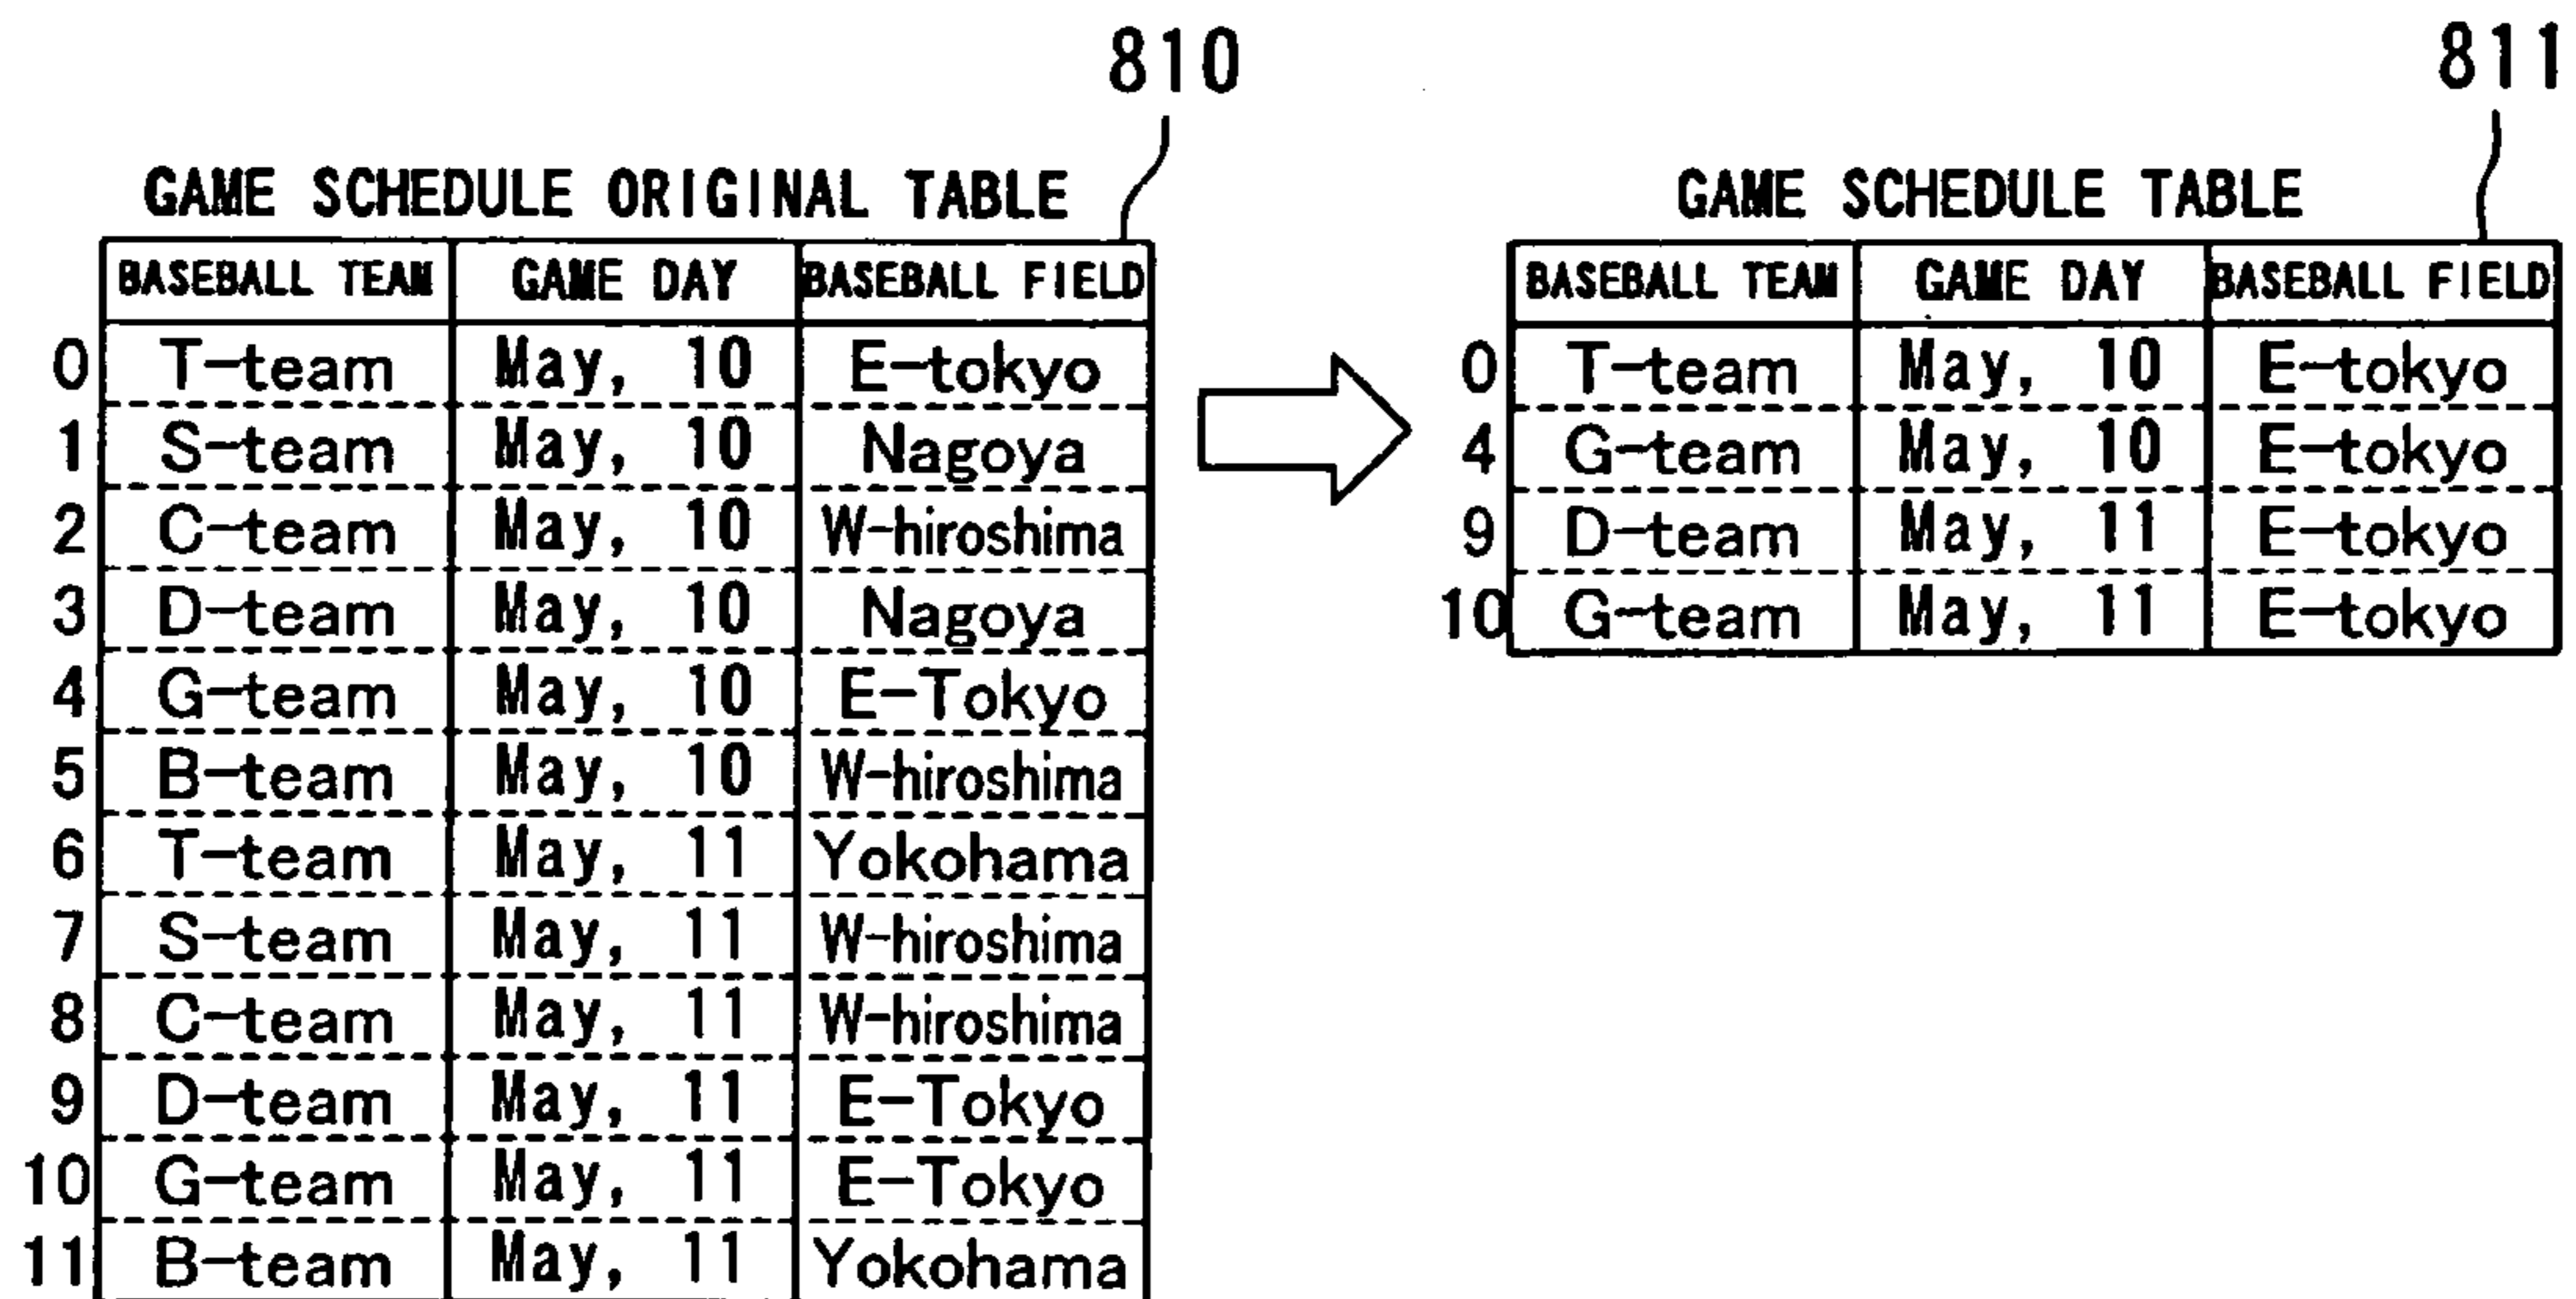 810
811
GAME SCHEDULE ORIGINAL TABLE
BASEBALL TEAM GAME DAY BASEBALL FIELD
0 T-team May, 10 E-tokyo
1 S-team May, 10 Nagoya
2 C-team May, 10 W-hiroshima
3 D-team May, 10 Nagoya
4 G-team May, 10 E-Tokyo
5 B-team May, 10 W-hiroshima
6 T-team May, 11 Yokohama
7 S-team May, 11 W-hiroshima
8 C-team May, 11 W-hiroshima
9 D-team May, 11 E-Tokyo
10 G-team May, 11 E-Tokyo
11 B-team May, 11 Yokohama
GAME SCHEDULE TABLE
BASEBALL TEAM GAME DAY BASEBALL FIELD
0 T-team May, 10 E-tokyo
4 G-team May, 10 E-tokyo
9 D-team May, 11 E-tokyo
10 G-team May, 11 E-tokyo